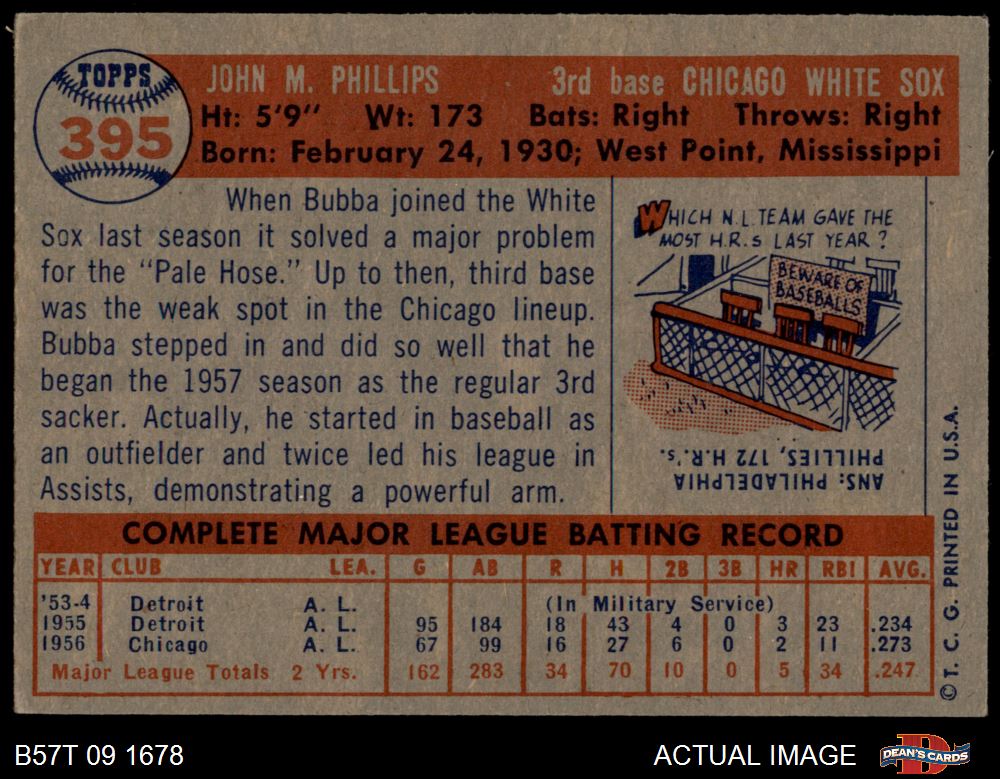 TOPPS
395
JOHN M. PHILLIPS 3rd base CHICAGO WHITE SOX
Ht: 5'9" Wt: 173 Bats: Right Throws: Right
Born: February 24, 1930; West Point, Mississippi
When Bubba joined the White
Sox last season it solved a major problem
for the "Pale Hose." Up to then, third base
was the weak spot in the Chicago lineup.
Bubba stepped in and did so well that he
began the 1957 season as the regular 3rd
sacker. Actually, he started in baseball as
an outfielder and twice led his league in
Assists, demonstrating a powerful arm.
WHICH N.L. TEAM GAVE THE
MOST H.R.s LAST YEAR?
BEWARE OF
BASEBALLS
ANS: PHILADELPHIA
PHILLIES, 172 H.R.'s.
COMPLETE MAJOR LEAGUE BATTING RECORD
YEAR CLUB LEA. G AB R H 2B 3B HR RBI AVG.
'53-4 Detroit A. L. (In Military Service)
1955 Detroit A. L. 95 184 18 43 4 0 3 23 .234
1956 Chicago A. L. 67 99 16 27 6 0 2 11 .273
Major League Totals 2 Yrs. 162 283 34 70 10 0 5 34 .247
© T. C. G. PRINTED IN U.S.A.
B57T 09 1678 ACTUAL IMAGE DEAN'S CARDS